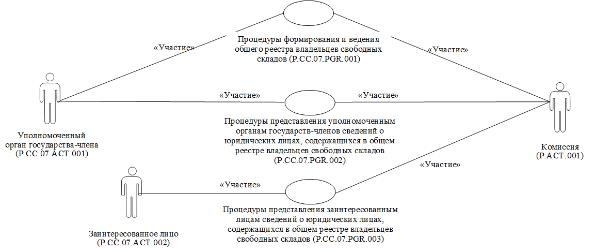 Процедуры формирования и ведения
общего реестра владельцев свободных
складов (P.CC.07.PGR.001)
«Участие»
«Участие»
«Участие»
«Участие»
Уполномоченный
орган государства-члена
(P.CC.07.ACT.001)
Процедуры представления уполномоченным
органам государств-членов сведений о
юридических лицах, содержащихся в общем
реестре владельцев свободных складов
(P.CC.07.PGR.002)
Комиссия
(P.ACT.001)
«Участие»
«Участие»
Заинтересованное лицо
(P.CC.07.ACT.002)
Процедуры представления заинтересованным
лицам сведений о юридических лицах,
содержащихся в общем реестре владельцев
свободных складов (P.CC.07.PGR.003)